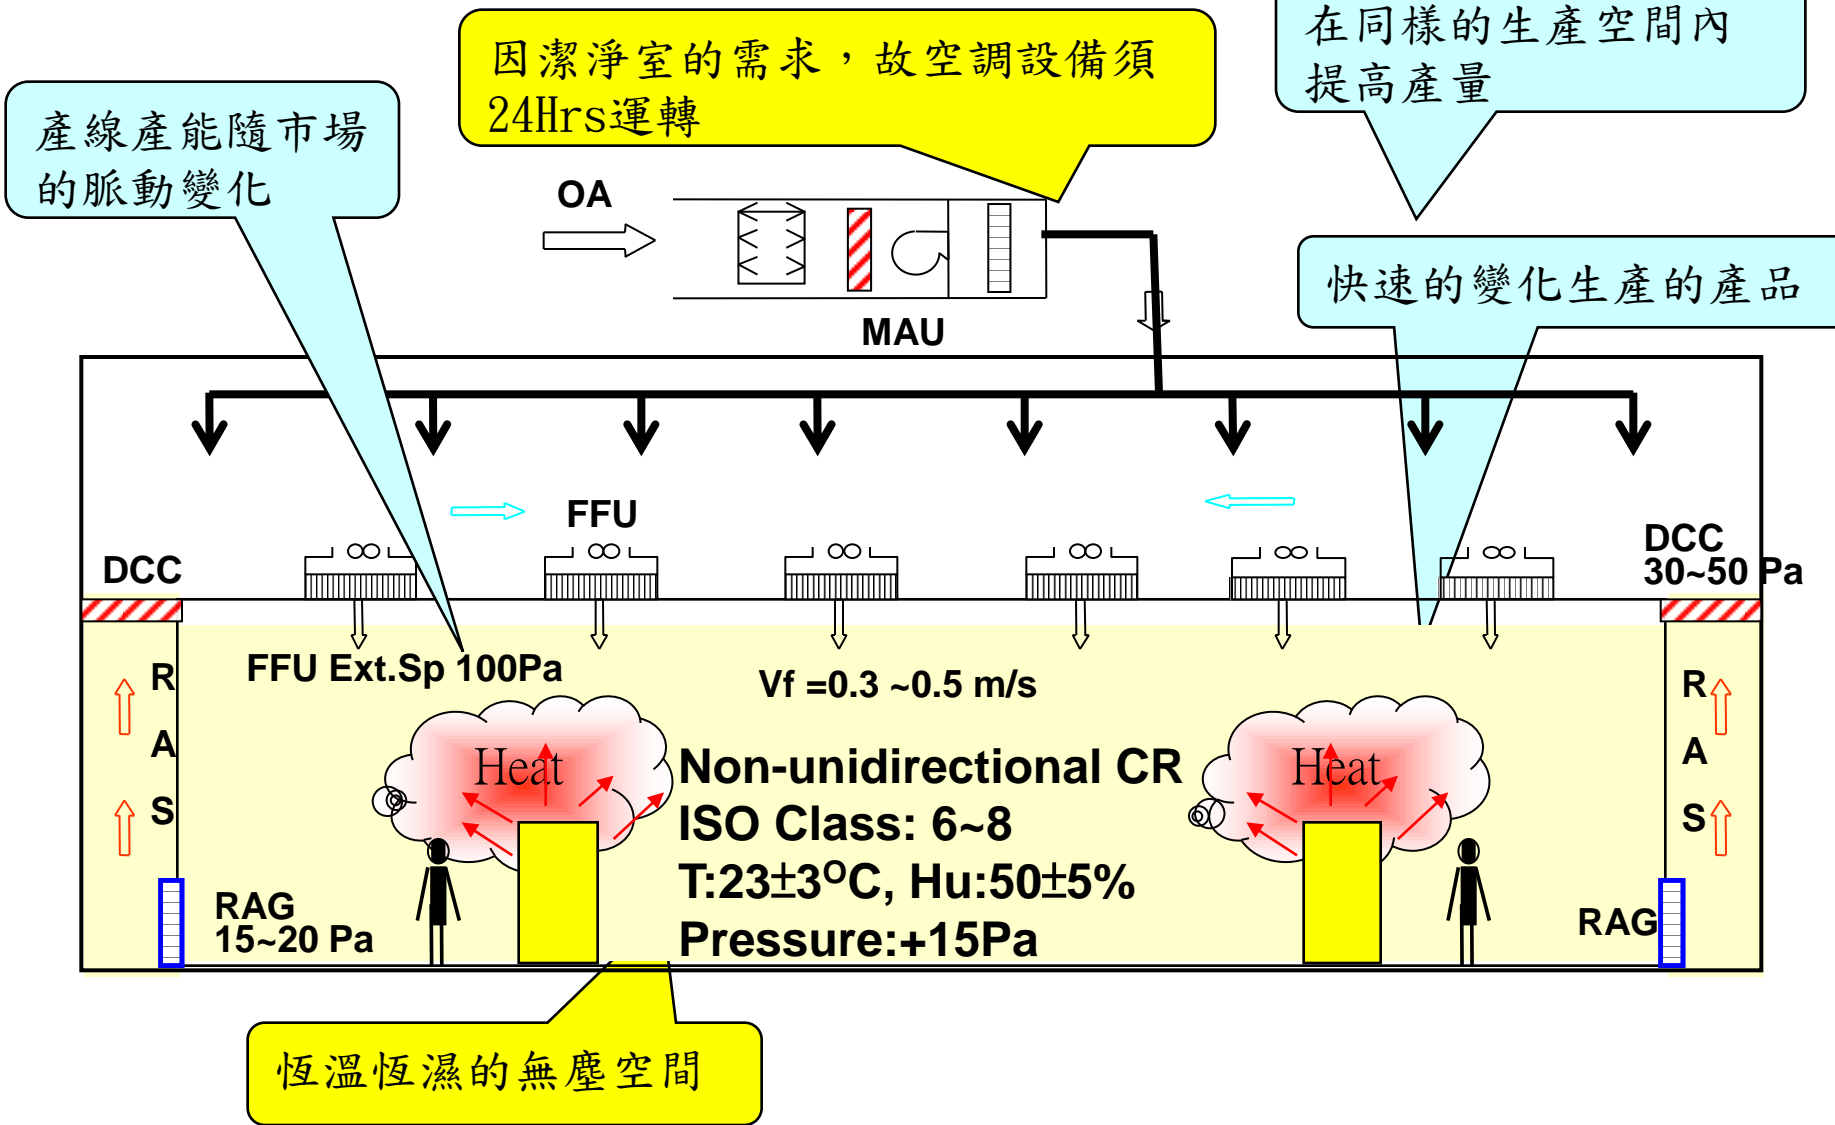 在同樣的生產空間內
提高產量
因潔淨室的需求，故空調設備須
24Hrs運轉
產線產能隨市場
的脈動變化
OA
快速的變化生產的產品
MAU
FFU
DCC
DCC
30~50 Pa
FFU Ext.Sp 100Pa
Vf =0.3 ~0.5 m/s
R
A
S
R
A
S
Heat
Heat
Non-unidirectional CR
ISO Class: 6~8
T:23±3°C, Hu:50±5%
Pressure:+15Pa
RAG
15~20 Pa
RAG
恆溫恆濕的無塵空間